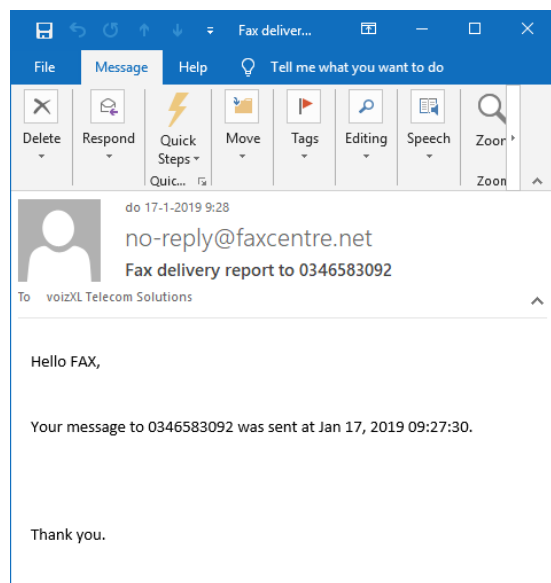 Fax deliver...
File Message Help Tell me what you want to do
Delete Respond Quick Steps Move Tags Editing Speech Zoor
Quic... Zoon
do 17-1-2019 9:28
no-reply@faxcentre.net
Fax delivery report to 0346583092
To voizXL Telecom Solutions
Hello FAX,
Your message to 0346583092 was sent at Jan 17, 2019 09:27:30.
Thank you.